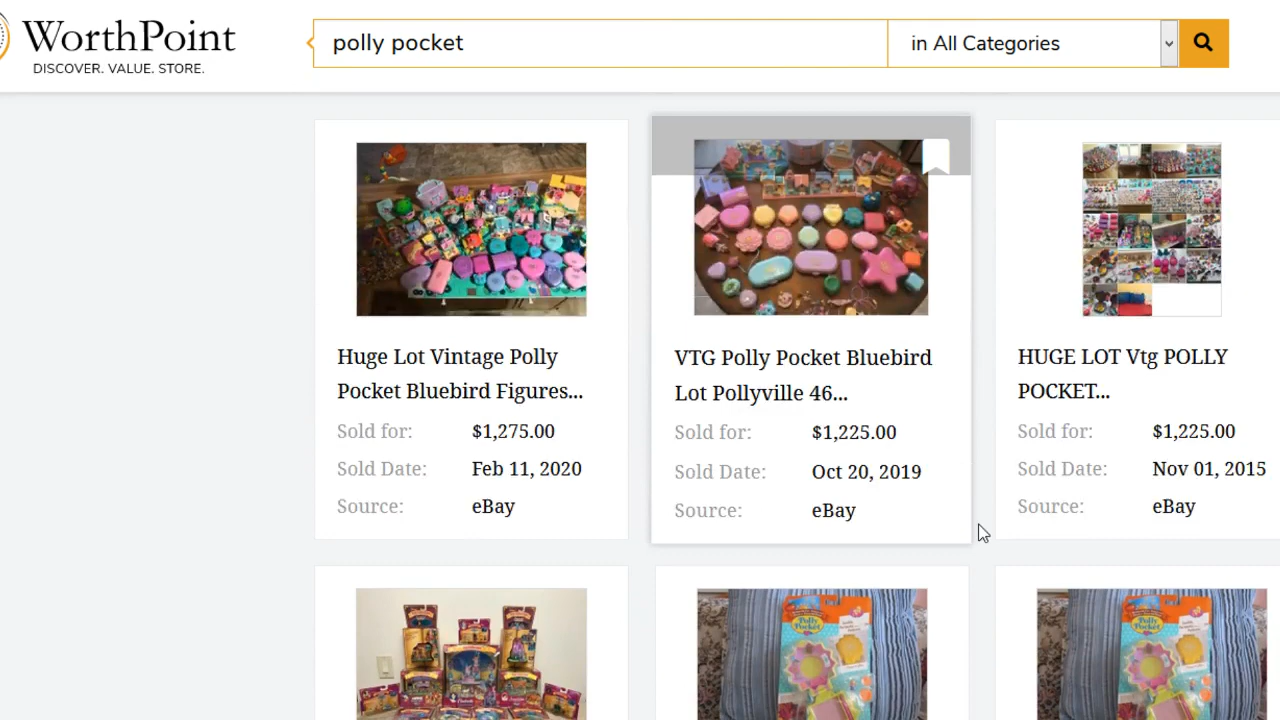 WorthPoint
DISCOVER. VALUE. STORE.
polly pocket
in All Categories
Huge Lot Vintage Polly
Pocket Bluebird Figures...
Sold for: $1,275.00
Sold Date: Feb 11, 2020
Source: eBay
VTG Polly Pocket Bluebird
Lot Pollyville 46...
Sold for: $1,225.00
Sold Date: Oct 20, 2019
Source: eBay
HUGE LOT Vtg POLLY
POCKET...
Sold for: $1,225.00
Sold Date: Nov 01, 2015
Source: eBay
Polly
Pocket
Polly
Pocket